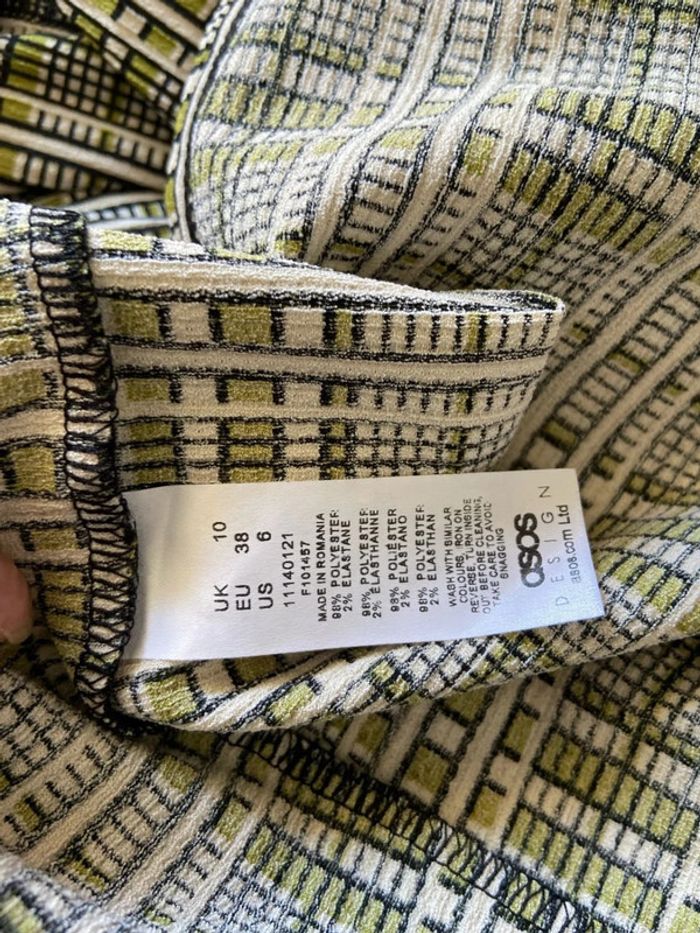 UK 10
EU 38
US 6
11140121
F101457
MADE IN ROMANIA
98% POLYESTER
2% ELASTANE
98% POLYESTER
2% ELASTHANNE
98% POLIÉSTER
2% ELASTANO
98% POLYESTER
2% ELASTHAN
WASH WITH SIMILAR
COLOURS, IRON ON
REVERSE, TURN INSIDE
OUT BEFORE CLEANING,
TAKE CARE TO AVOID
SNAGGING
asos
DESIGN
asos.com Ltd